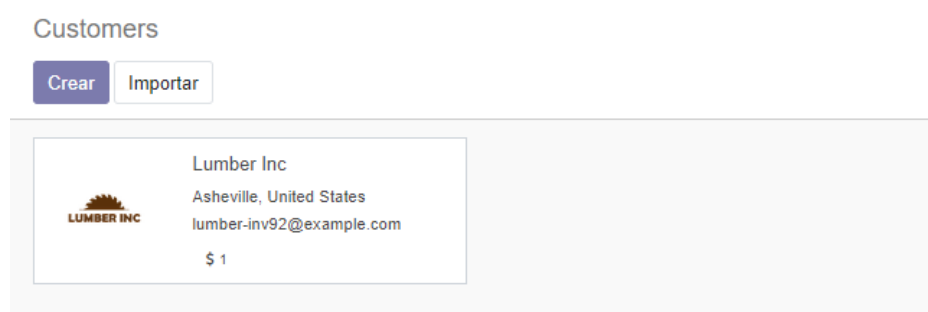 Customers
Crear Importar
Lumber Inc
Asheville, United States
LUMBER INC
lumber-inv92@example.com
$ 1